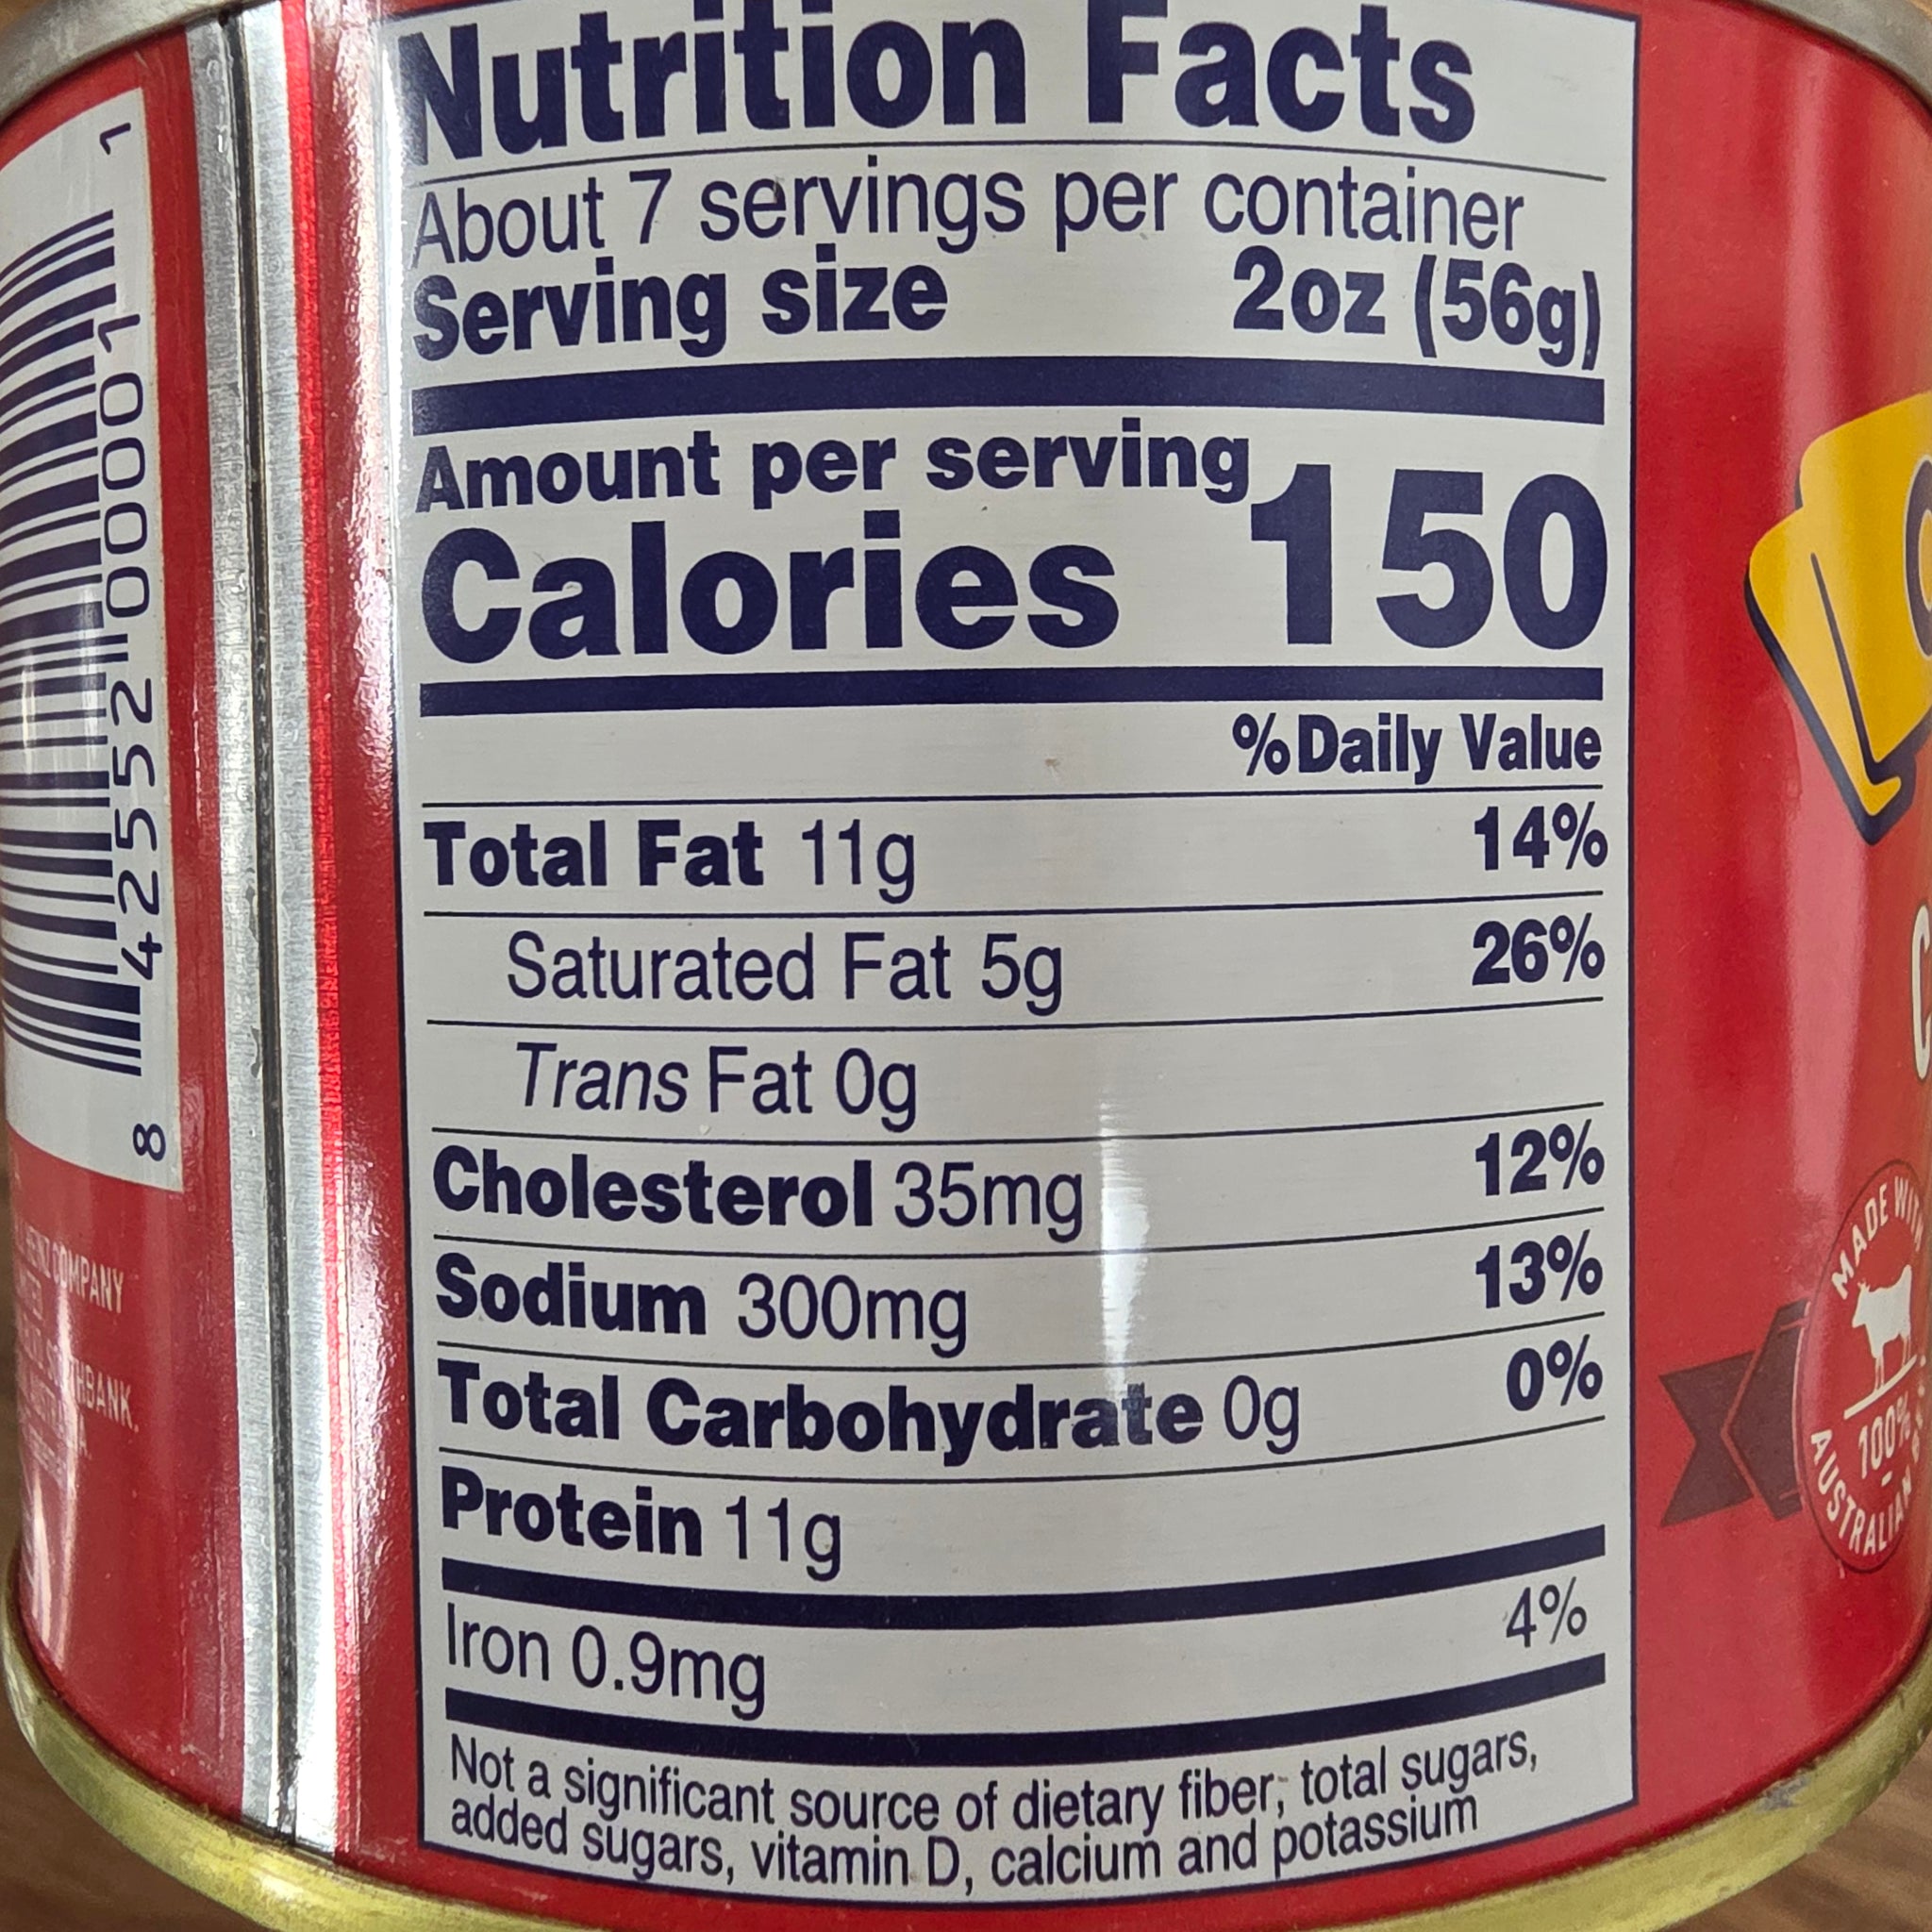 Nutrition Facts
About 7 servings per container
Serving size 2oz (56g)
Amount per serving
Calories 150
%Daily Value
Total Fat 11g 14%
Saturated Fat 5g 26%
Trans Fat 0g
Cholesterol 35mg 12%
Sodium 300mg 13%
Total Carbohydrate 0g 0%
Protein 11g
Iron 0.9mg 4%
Not a significant source of dietary fiber, total sugars,
added sugars, vitamin D, calcium and potassium
8 42552 00001 1
COMPANY
MADE WITH
100%
AUSTRALIAN